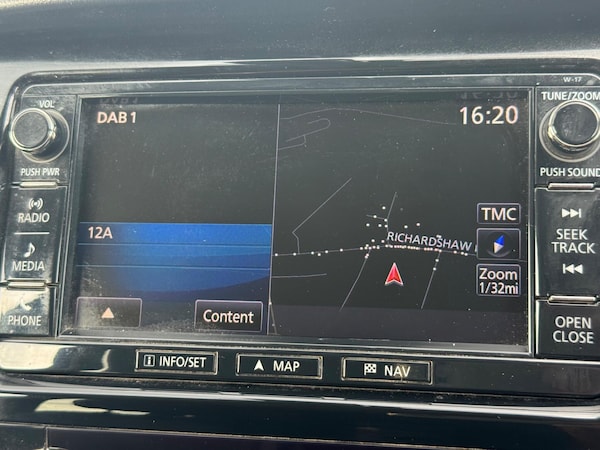 W-17
VOL
PUSH PWR
RADIO
MEDIA
PHONE
DAB 1
16:20
12A
Content
RICHARDSHAW
TMC
Zoom
1/32mi
TUNE/ZOOM
PUSH SOUND
SEEK
TRACK
OPEN
CLOSE
INFO/SET
MAP
NAV